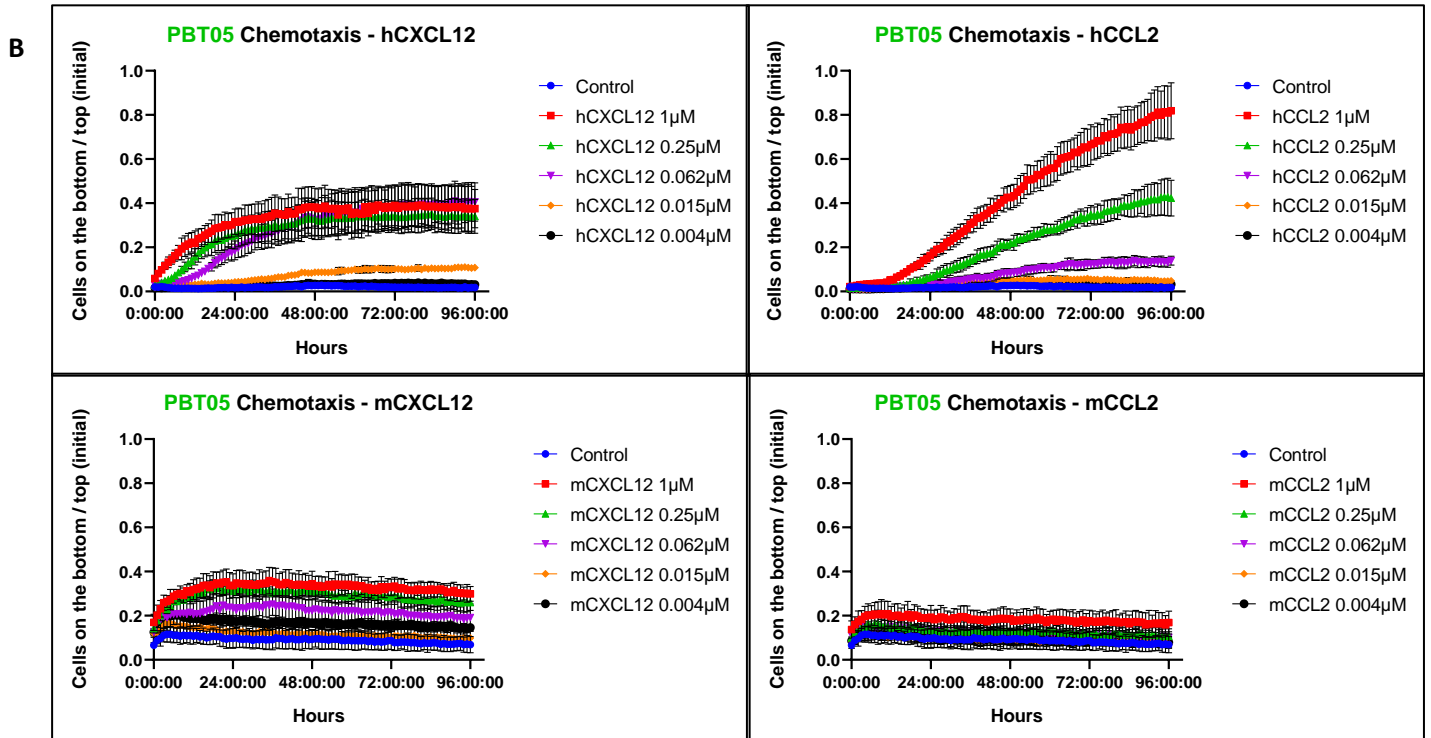 B
PBT05 Chemotaxis - hCXCL12
Cells on the bottom / top (initial)
1.0
0.8
0.6
0.4
0.2
0.0
0:00:00 24:00:00 48:00:00 72:00:00 96:00:00
Hours
Control
hCXCL12 1µM
hCXCL12 0.25µM
hCXCL12 0.062µM
hCXCL12 0.015µM
hCXCL12 0.004µM
PBT05 Chemotaxis - hCCL2
Cells on the bottom / top (initial)
1.0
0.8
0.6
0.4
0.2
0.0
0:00:00 24:00:00 48:00:00 72:00:00 96:00:00
Hours
Control
hCCL2 1µM
hCCL2 0.25µM
hCCL2 0.062µM
hCCL2 0.015µM
hCCL2 0.004µM
PBT05 Chemotaxis - mCXCL12
Cells on the bottom / top (initial)
1.0
0.8
0.6
0.4
0.2
0.0
0:00:00 24:00:00 48:00:00 72:00:00 96:00:00
Hours
Control
mCXCL12 1µM
mCXCL12 0.25µM
mCXCL12 0.062µM
mCXCL12 0.015µM
mCXCL12 0.004µM
PBT05 Chemotaxis - mCCL2
Cells on the bottom / top (initial)
1.0
0.8
0.6
0.4
0.2
0.0
0:00:00 24:00:00 48:00:00 72:00:00 96:00:00
Hours
Control
mCCL2 1µM
mCCL2 0.25µM
mCCL2 0.062µM
mCCL2 0.015µM
mCCL2 0.004µM